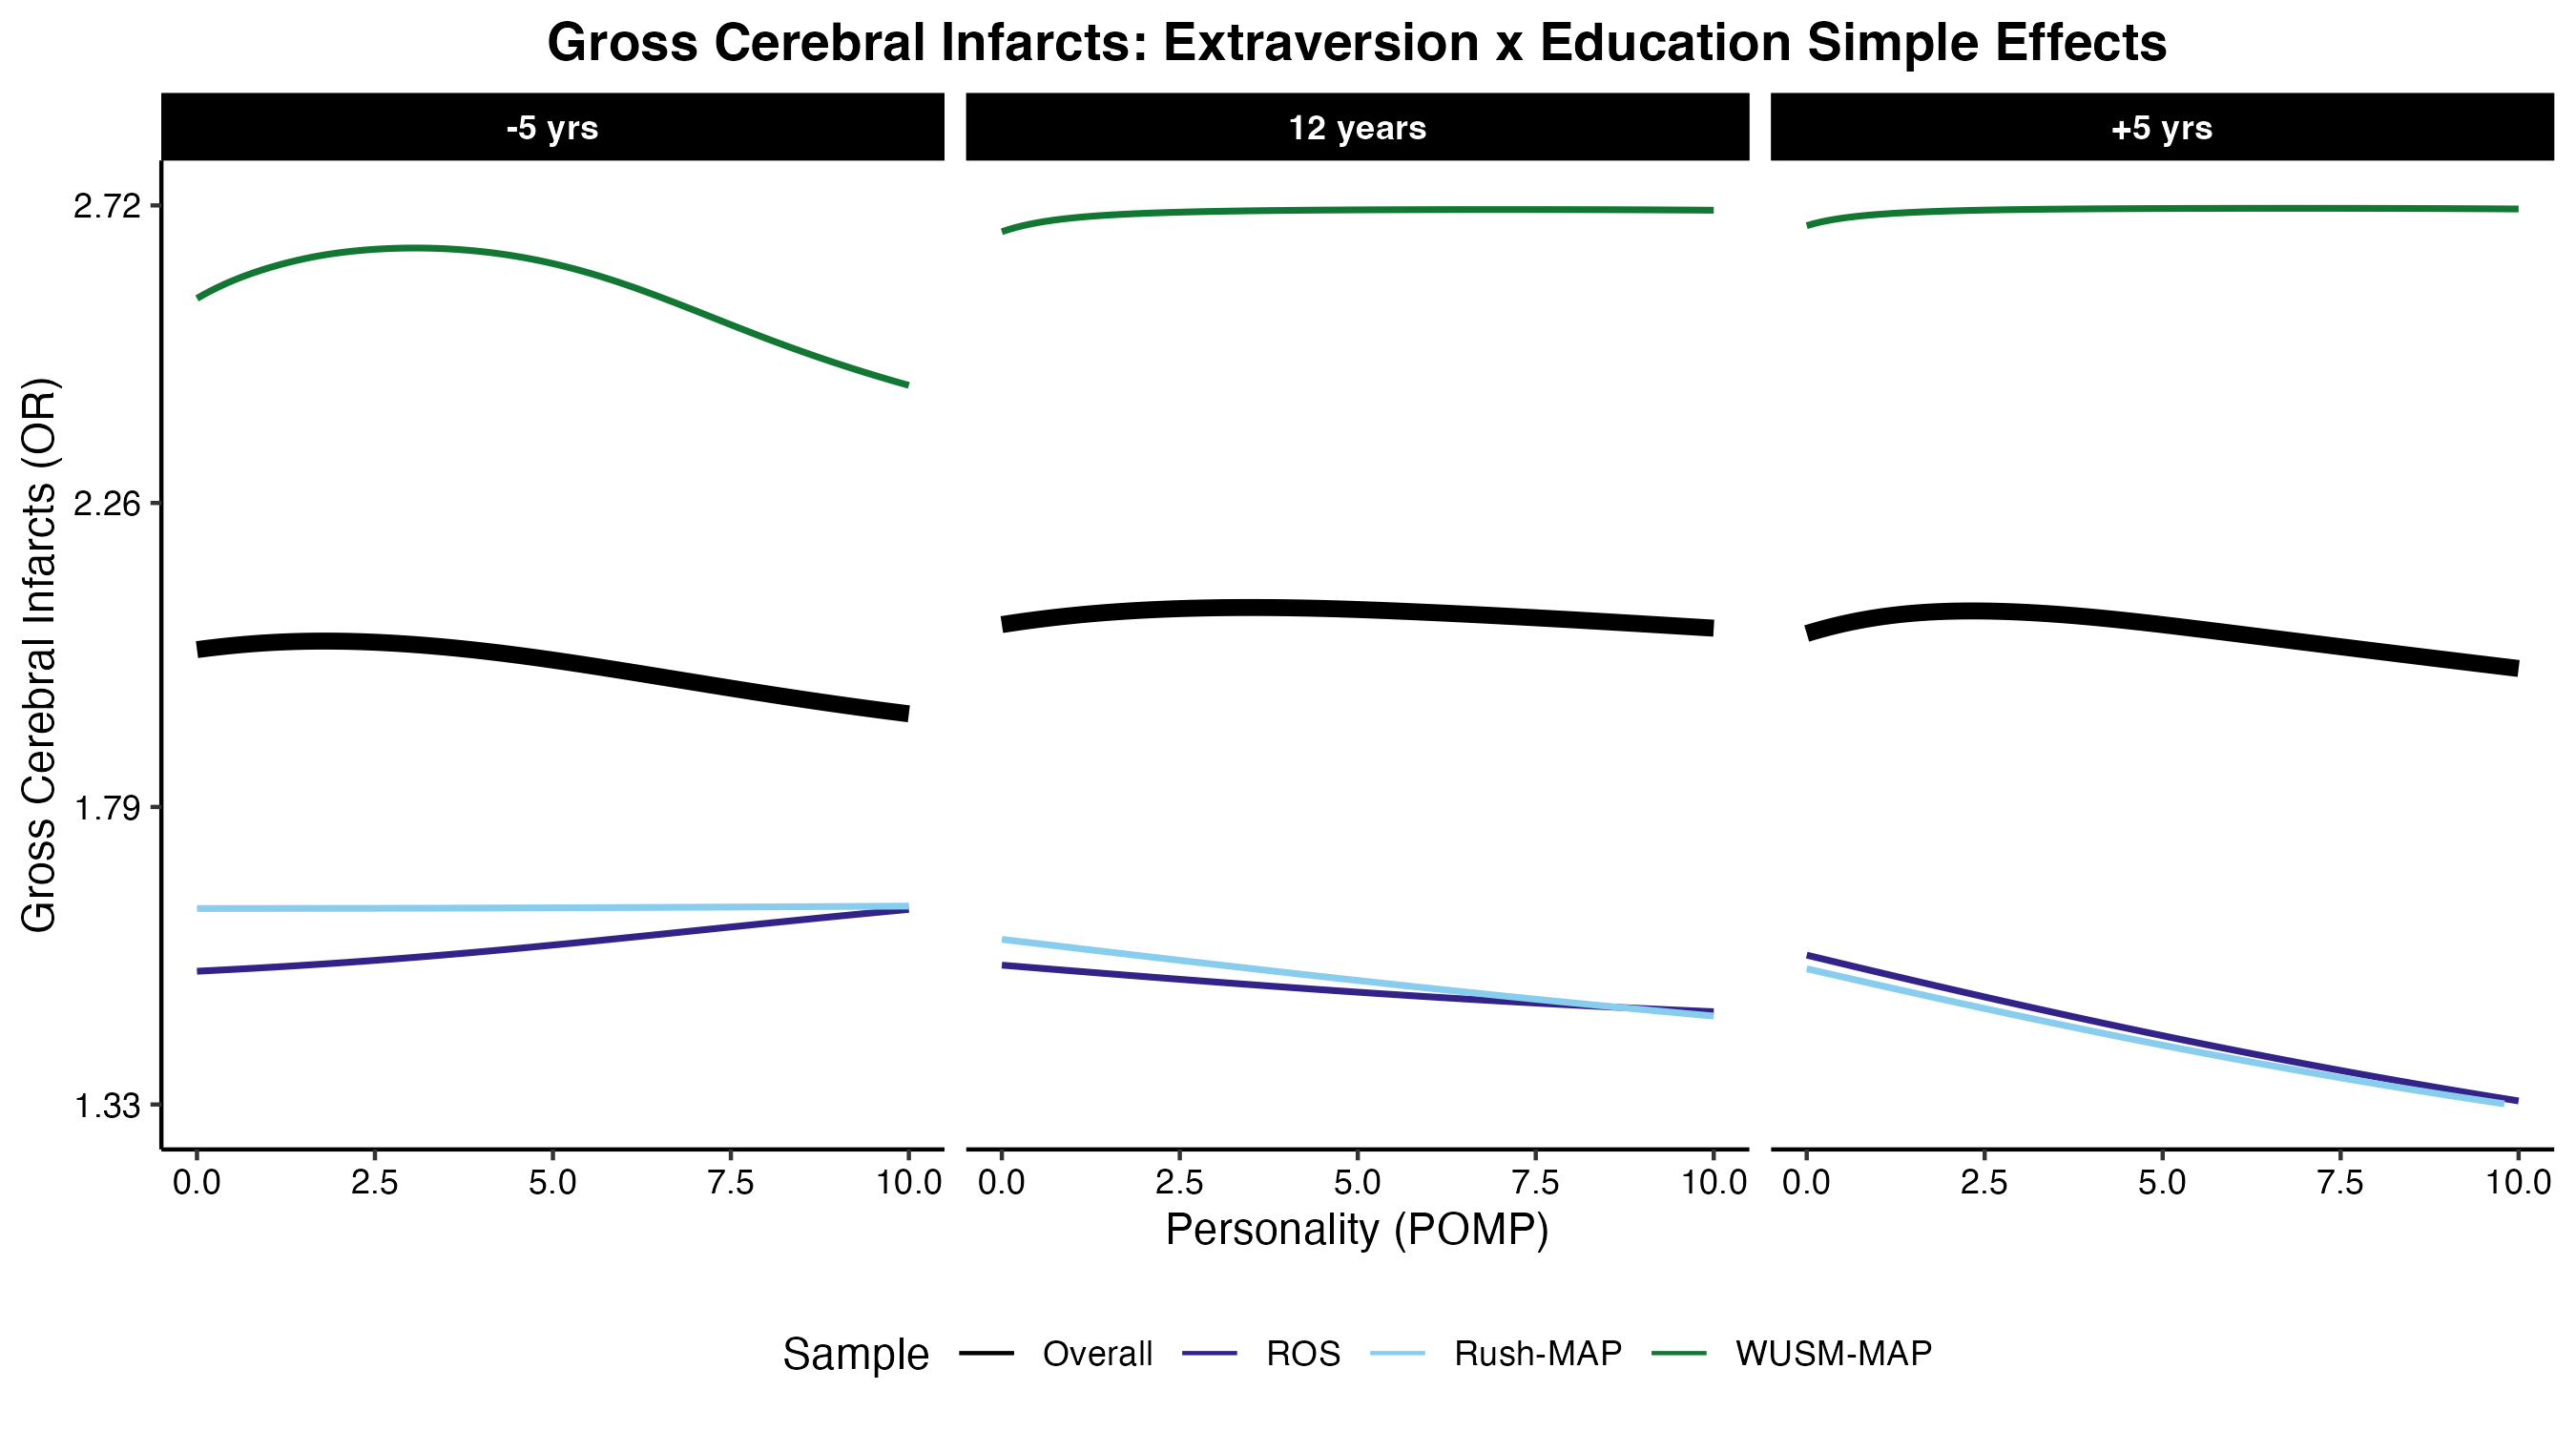 Gross Cerebral Infarcts: Extraversion x Education Simple Effects
-5 yrs
12 years
+5 yrs
Gross Cerebral Infarcts (OR)
2.72
2.26
1.79
1.33
0.0 2.5 5.0 7.5 10.0
0.0 2.5 5.0 7.5 10.0
0.0 2.5 5.0 7.5 10.0
Personality (POMP)
Sample Overall ROS Rush-MAP WUSM-MAP